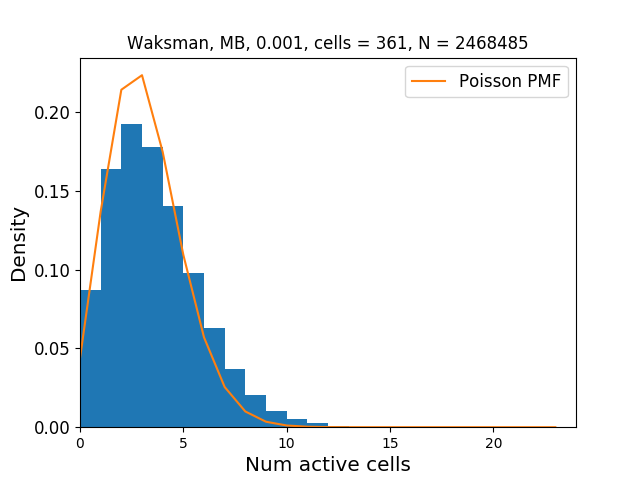 Waksman, MB, 0.001, cells = 361, N = 2468485
Poisson PMF
0.20
0.15
0.10
0.05
0.00
Density
0 5 10 15 20
Num active cells